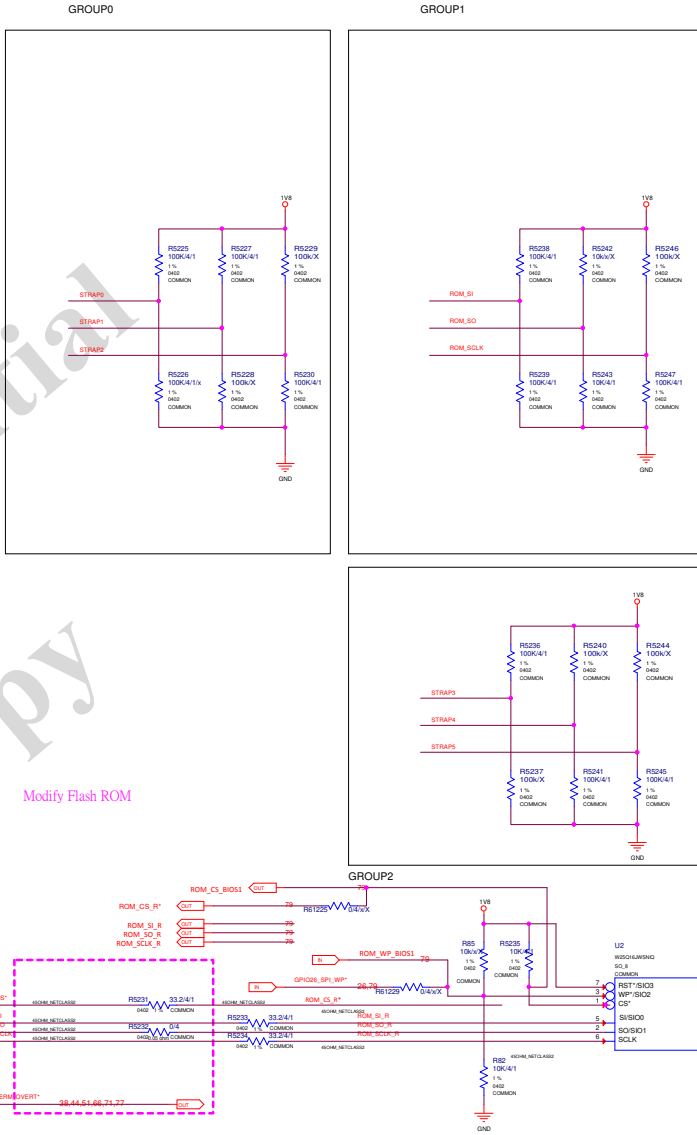 GROUP0
GROUP1
1V8
R5225
100K/4/1
1 %
0402
COMMON
R5227
100K/4/1
1 %
0402
COMMON
R5229
100k/X
1 %
0402
COMMON
STRAP0
STRAP1
STRAP2
R5226
100K/4/1/x
1 %
0402
COMMON
R5228
100k/X
1 %
0402
COMMON
R5230
100K/4/1
1 %
0402
COMMON
GND
1V8
R5238
100K/4/1
1 %
0402
COMMON
R5242
10k/x/X
1 %
0402
COMMON
R5246
100k/X
1 %
0402
COMMON
ROM_SI
ROM_SO
ROM_SCLK
R5239
100K/4/1
1 %
0402
COMMON
R5243
10K/4/1
1 %
0402
COMMON
R5247
100K/4/1
1 %
0402
COMMON
GND
1V8
R5236
100K/4/1
1 %
0402
COMMON
R5240
100k/X
1 %
0402
COMMON
R5244
100k/X
1 %
0402
COMMON
STRAP3
STRAP4
STRAP5
R5237
100k/X
1 %
0402
COMMON
R5241
100K/4/1
1 %
0402
COMMON
R5245
100K/4/1
1 %
0402
COMMON
GND
GROUP2
tial
py
Modify Flash ROM
ROM_CS_BIOS1 OUT 79
ROM_CS_R* OUT 79
R61225 0/4/x/X
ROM_SI_R OUT 79
ROM_SO_R OUT 79
ROM_SCLK_R OUT 79
IN ROM_WP_BIOS1 79
IN GPIO26_SPI_WP* 26,79
R61229 0/4/x/X
1V8
R85
10k/x/X
1 %
0402
COMMON
R5235
10K/4/1
1 %
0402
COMMON
U2
W25Q16JWSNIQ
SO_8
COMMON
7 RST*/SIO3
3 WP*/SIO2
1 CS*
5 SI/SIO0
2 SO/SIO1
6 SCLK
S*
45OHM_NETCLASS2 R5231 33.2/4/1 45OHM_NETCLASS2 ROM_CS_R*
0402 1 % COMMON
45OHM_NETCLASS2
45OHM_NETCLASS2 R5233 33.2/4/1 ROM_SI_R
0402 1 % COMMON
O
45OHM_NETCLASS2 R5232 0/4 ROM_SO_R
0402 0.05 ohm COMMON
CLK
45OHM_NETCLASS2 R5234 33.2/4/1 ROM_SCLK_R
0402 1 % COMMON
45OHM_NETCLASS2
45OHM_NETCLASS2
R82
10K/4/1
1 %
0402
COMMON
GND
ERM_OVERT* 38,44,51,66,71,77 OUT